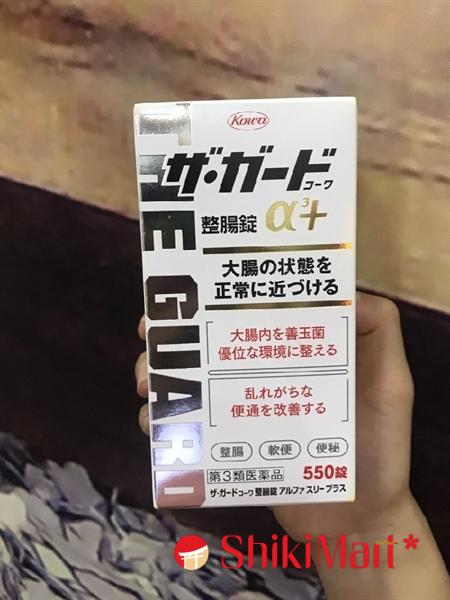 Kowa
THE GUARD
ザ・ガード
コーワ
整腸錠 α³+
大腸の状態を
正常に近づける
大腸内を善玉菌
優位な環境に整える
乱れがちな
便通を改善する
整腸 軟便 便秘
第3類医薬品 550錠
ザ・ガードコーワ整腸錠 アルファ スリー プラス
ShikiMart*